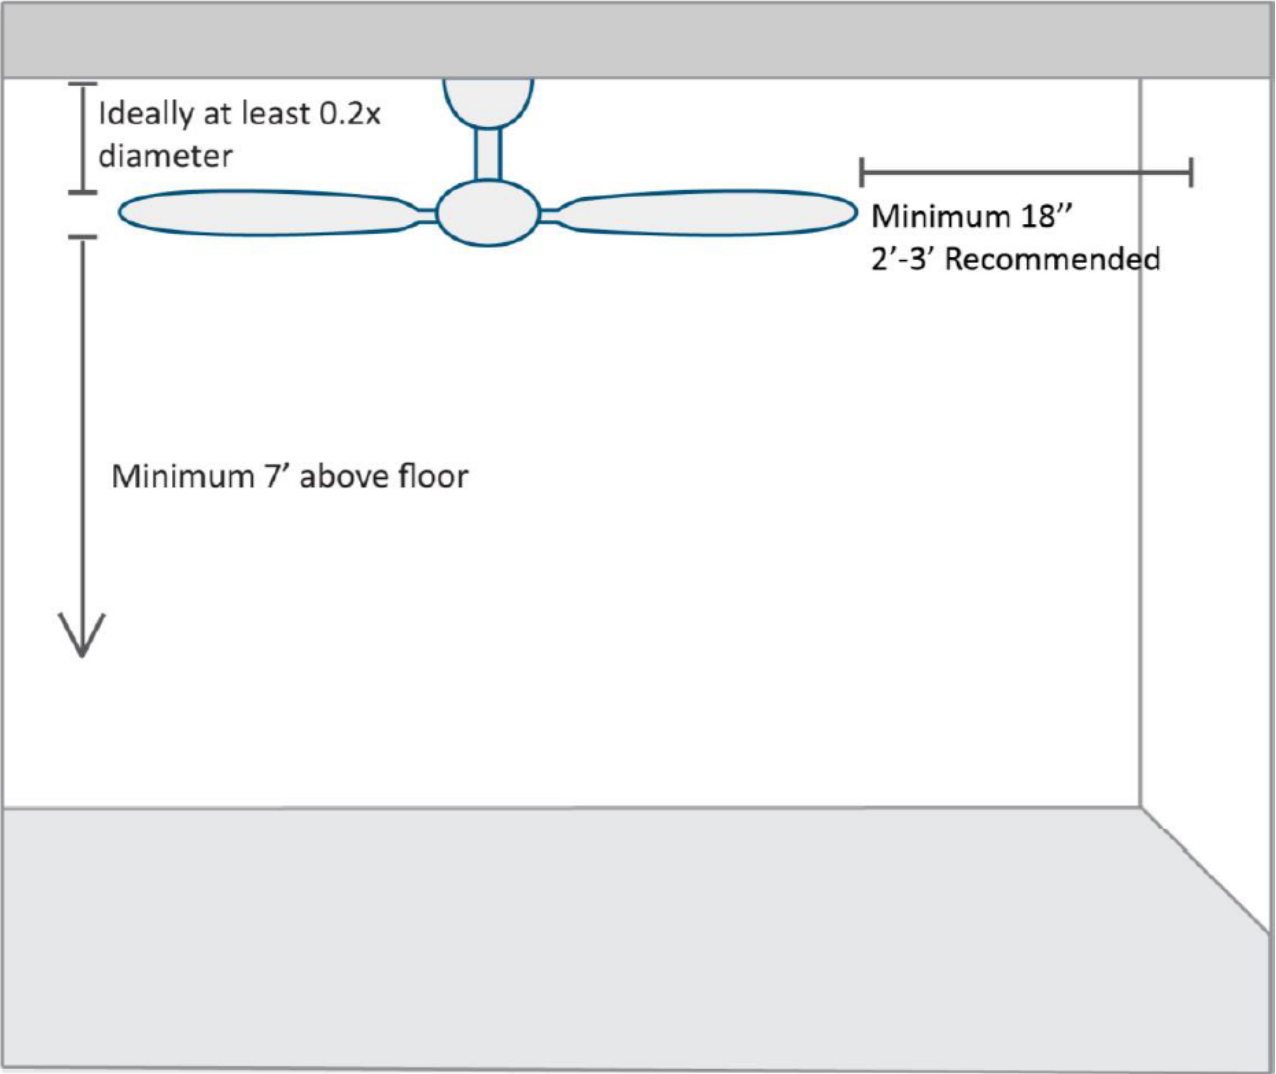 Ideally at least 0.2x
diameter
Minimum 18″
2′-3′ Recommended
Minimum 7′ above floor